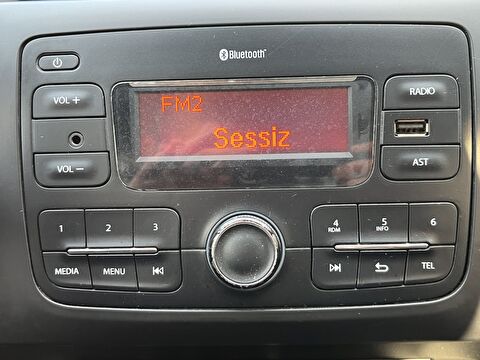 Bluetooth
VOL +
FM2
RADIO
Sessiz
VOL −
AST
1 2 3
4 RDM 5 INFO 6
MEDIA MENU
TEL